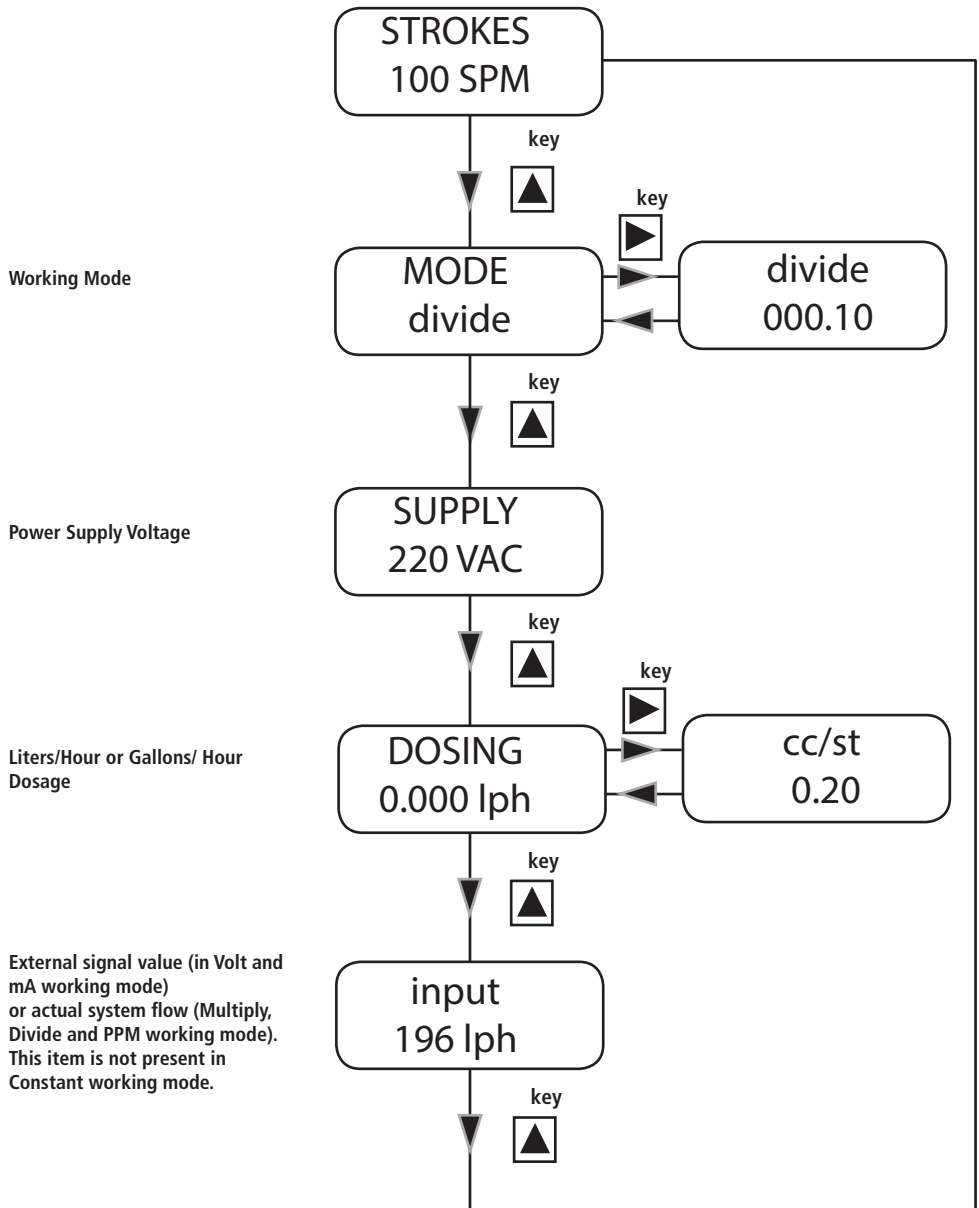 STROKES
100 SPM
key
key
Working Mode
MODE
divide
divide
000.10
key
Power Supply Voltage
SUPPLY
220 VAC
key
key
Liters/Hour or Gallons/ Hour
Dosage
DOSING
0.000 lph
cc/st
0.20
key
External signal value (in Volt and
mA working mode)
or actual system flow (Multiply,
Divide and PPM working mode).
This item is not present in
Constant working mode.
input
196 lph
key